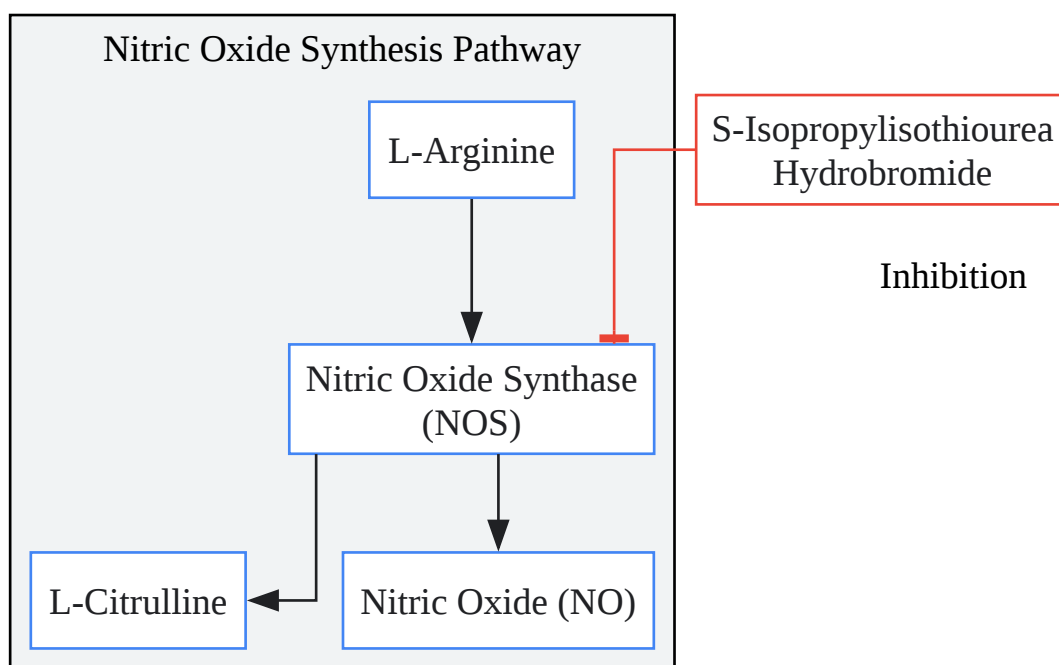 Nitric Oxide Synthesis Pathway
L-Arginine
S-Isopropylisothiourea
Hydrobromide
Inhibition
Nitric Oxide Synthase
(NOS)
L-Citrulline
Nitric Oxide (NO)